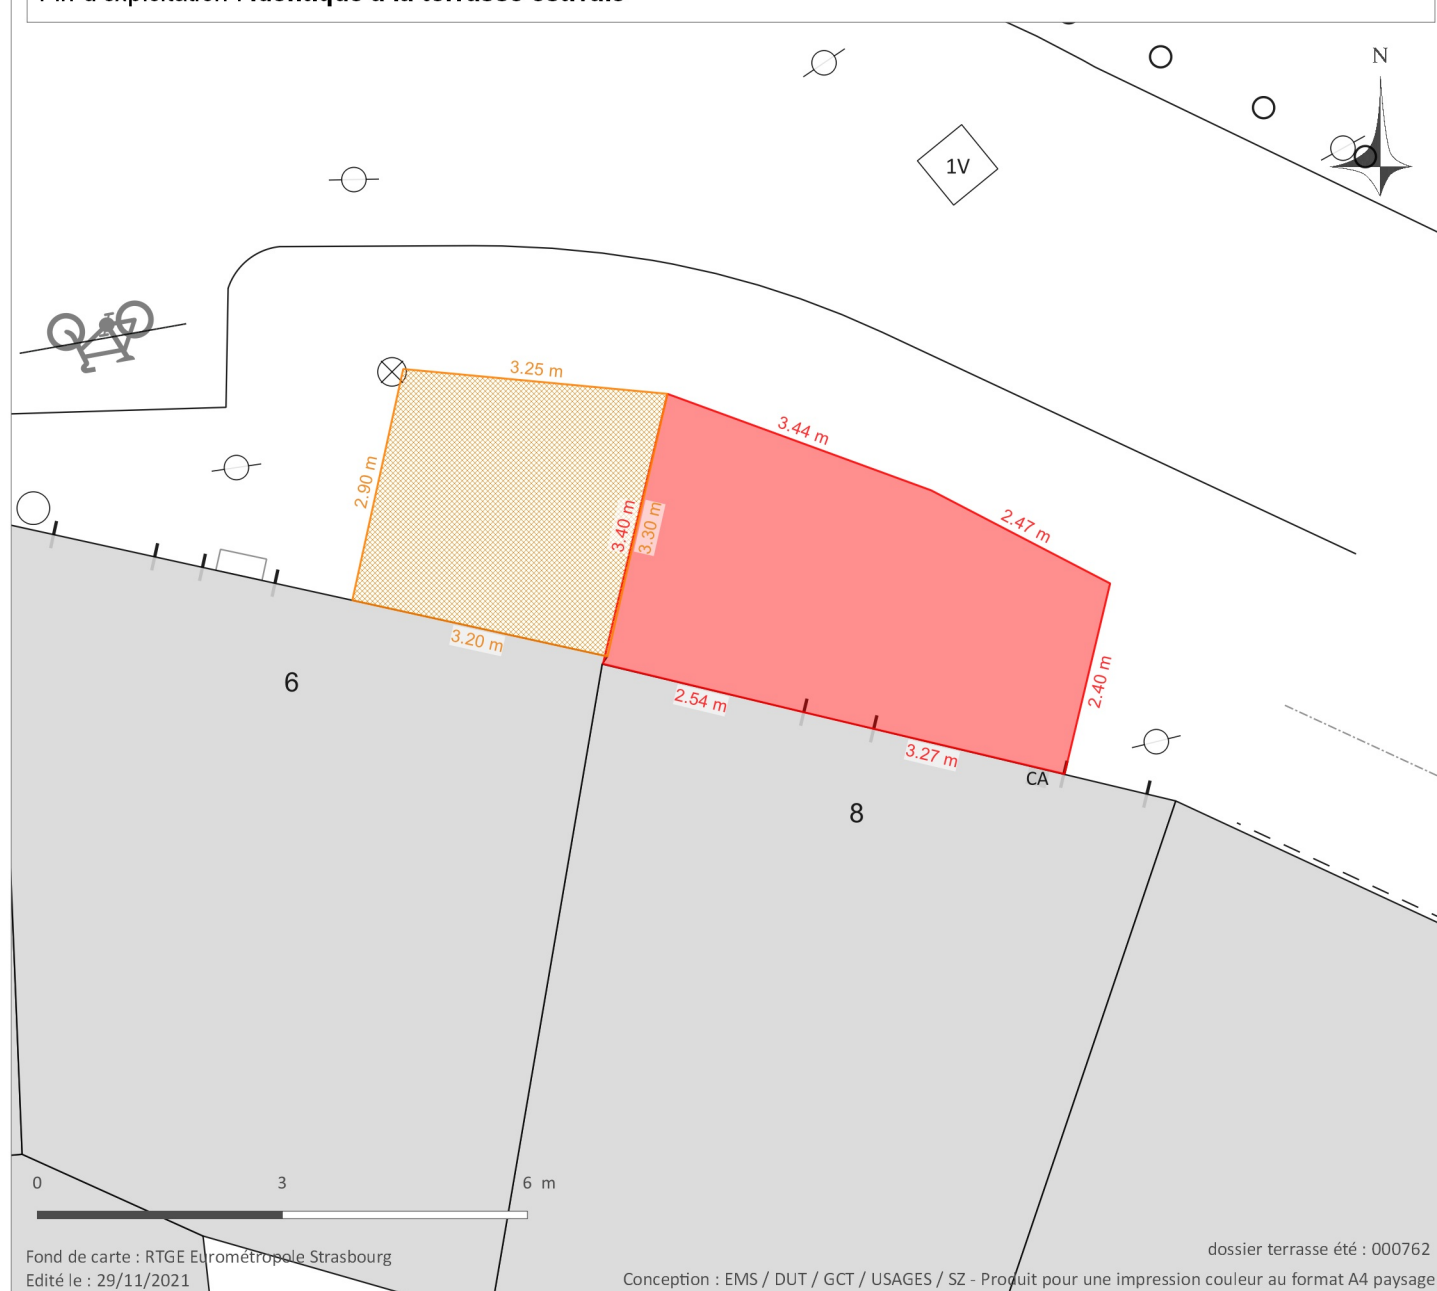 N
1V
3.25 m
3.44 m
2.90 m
3.40 m
3.30 m
2.47 m
3.20 m
2.40 m
6
2.54 m
3.27 m
CA
8
0 3 6 m
Fond de carte : RTGE Eurométropole Strasbourg
Edité le : 29/11/2021
dossier terrasse été : 000762
Conception : EMS / DUT / GCT / USAGES / SZ - Produit pour une impression couleur au format A4 paysage